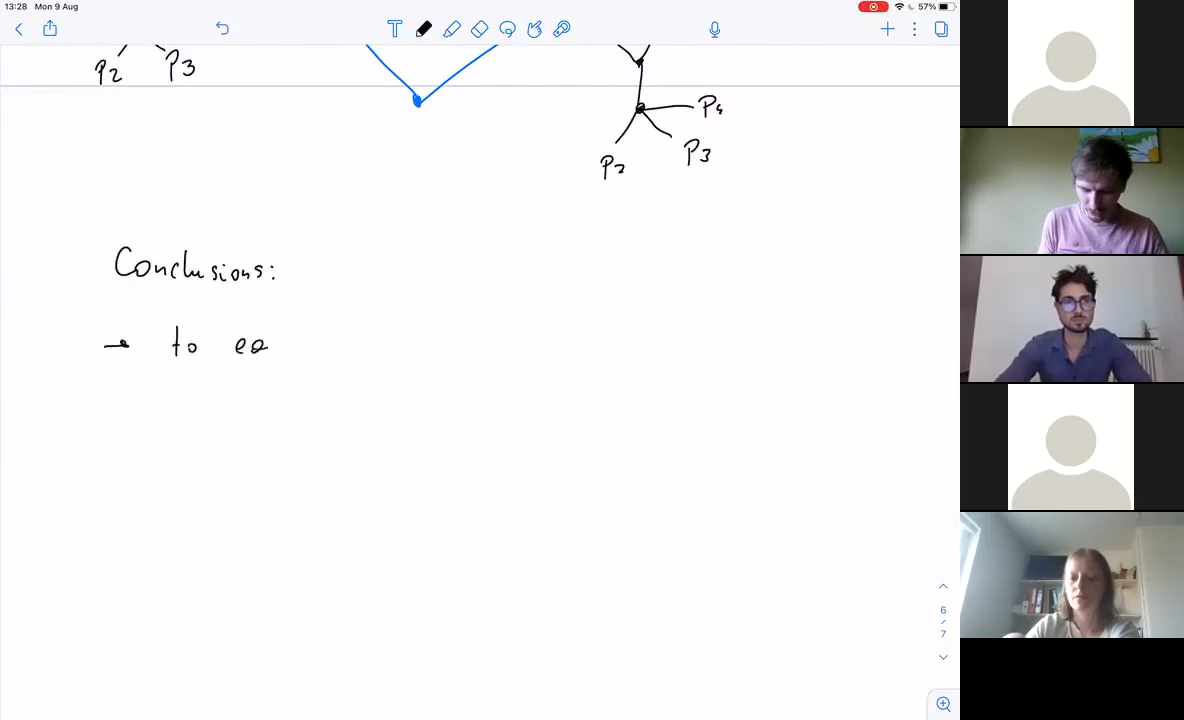 13:28 Mon 9 Aug
57%
P2 P3
P4
P2 P3
Conclusions:
→ to ea
6
/
7